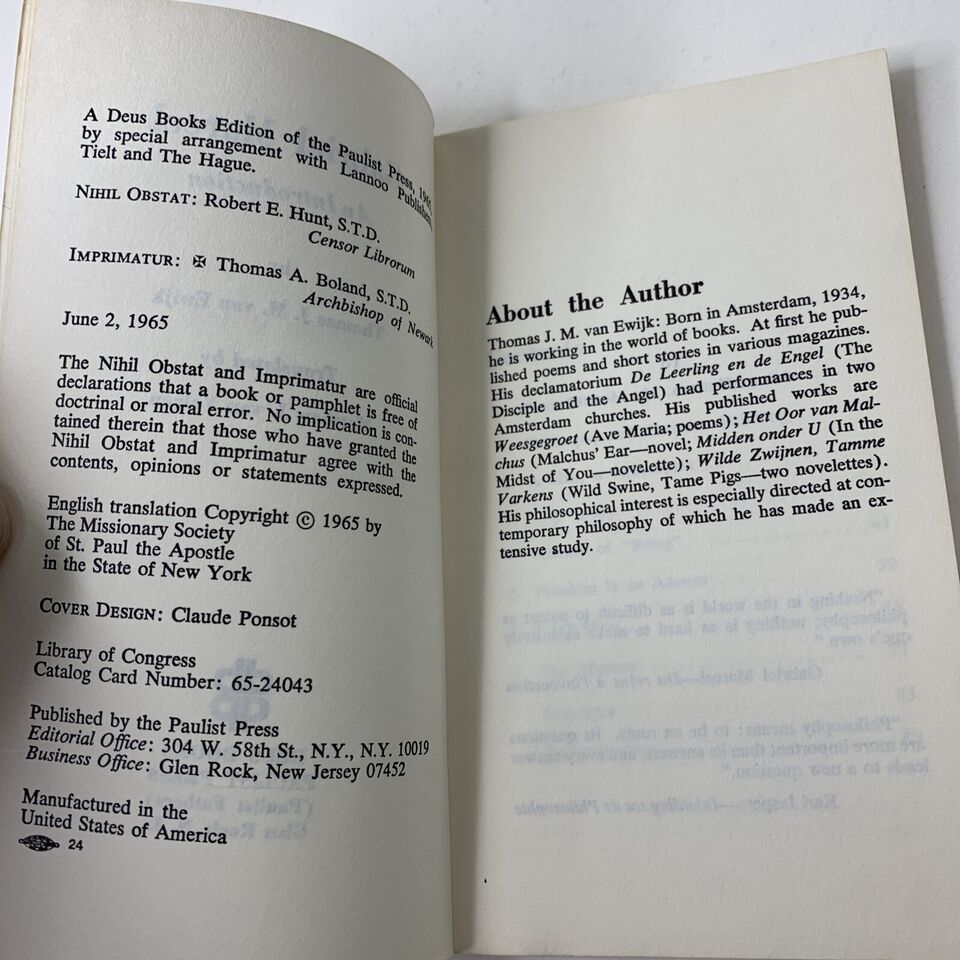 A Deus Books Edition of the Paulist Press, 1965,
by special arrangement with Lannoo Publishers,
Tielt and The Hague.
NIHIL OBSTAT: Robert E. Hunt, S.T.D.
Censor Librorum
IMPRIMATUR: ✠ Thomas A. Boland, S.T.D.
Archbishop of Newark
June 2, 1965
The Nihil Obstat and Imprimatur are official
declarations that a book or pamphlet is free of
doctrinal or moral error. No implication is con-
tained therein that those who have granted the
Nihil Obstat and Imprimatur agree with the
contents, opinions or statements expressed.
English translation Copyright © 1965 by
The Missionary Society
of St. Paul the Apostle
in the State of New York
COVER DESIGN: Claude Ponsot
Library of Congress
Catalog Card Number: 65-24043
Published by the Paulist Press
Editorial Office: 304 W. 58th St., N.Y., N.Y. 10019
Business Office: Glen Rock, New Jersey 07452
Manufactured in the
United States of America
24
About the Author
Thomas J. M. van Ewijk: Born in Amsterdam, 1934,
he is working in the world of books. At first he pub-
lished poems and short stories in various magazines.
His declamatorium De Leerling en de Engel (The
Disciple and the Angel) had performances in two
Amsterdam churches. His published works are
Weesgegroet (Ave Maria; poems); Het Oor van Mal-
chus (Malchus' Ear—novel; Midden onder U (In the
Midst of You—novelette); Wilde Zwijnen, Tamme
Varkens (Wild Swine, Tame Pigs—two novelettes).
His philosophical interest is especially directed at con-
temporary philosophy of which he has made an ex-
tensive study.